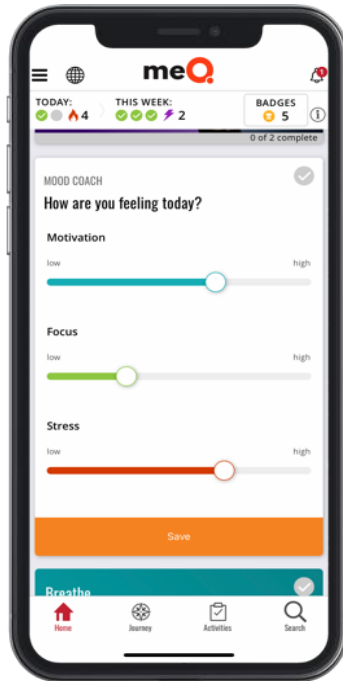 meQ
1
TODAY: THIS WEEK: BADGES
4 2 5 i
0 of 2 complete
MOOD COACH
How are you feeling today?
Motivation
low high
Focus
low high
Stress
low high
Save
Breathe
Home Journey Activities Search